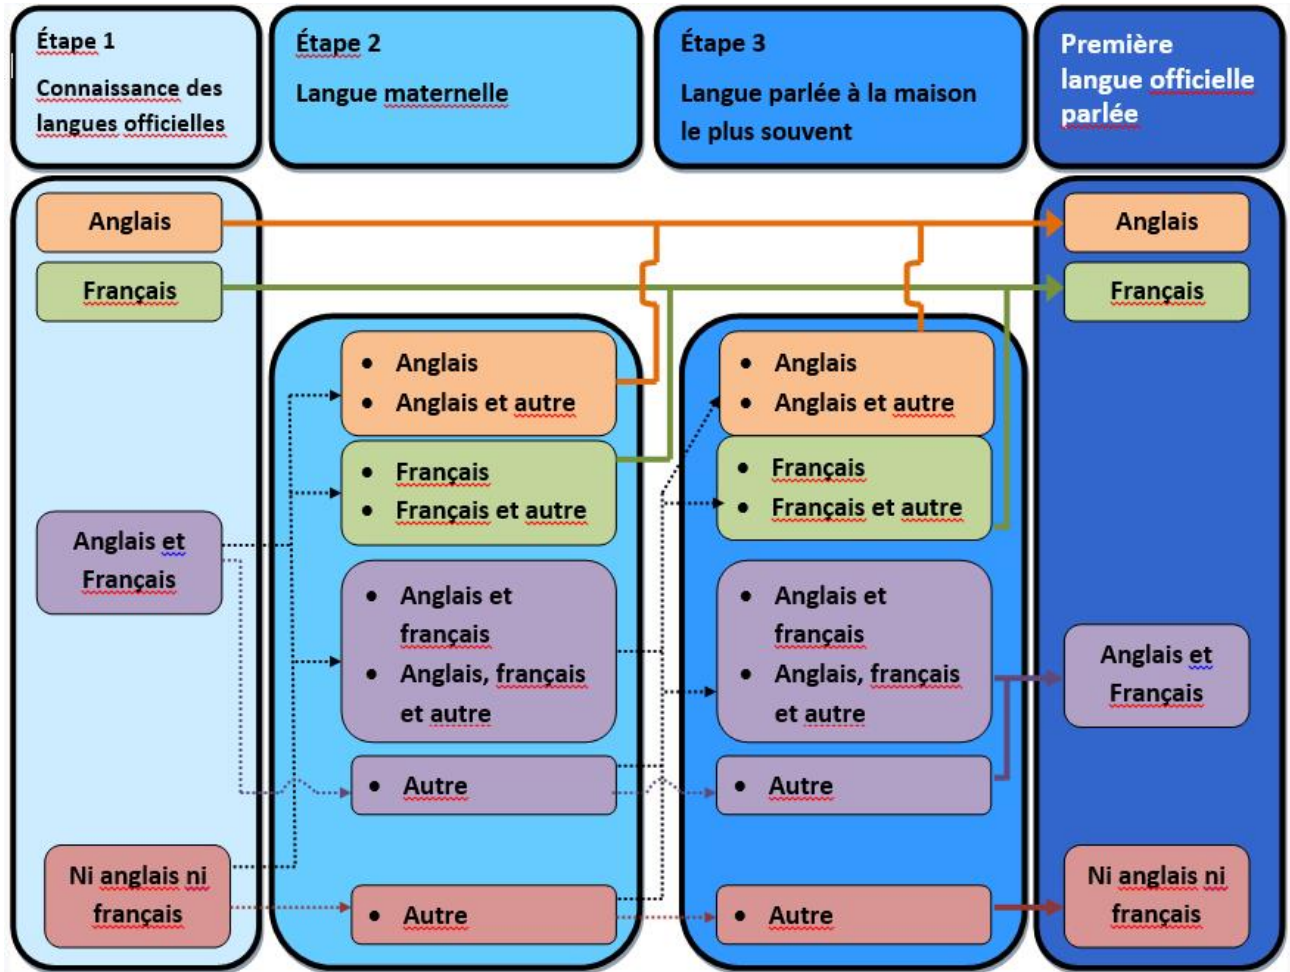 Étape 1
Connaissance des
langues officielles
Étape 2
Langue maternelle
Étape 3
Langue parlée à la maison
le plus souvent
Première
langue officielle
parlée
Anglais
Français
Anglais et
Français
Ni anglais ni
français
• Anglais
• Anglais et autre
• Français
• Français et autre
• Anglais et
français
• Anglais, français
et autre
• Autre
• Autre
• Anglais
• Anglais et autre
• Français
• Français et autre
• Anglais et
français
• Anglais, français
et autre
• Autre
• Autre
Anglais
Français
Anglais et
Français
Ni anglais ni
français